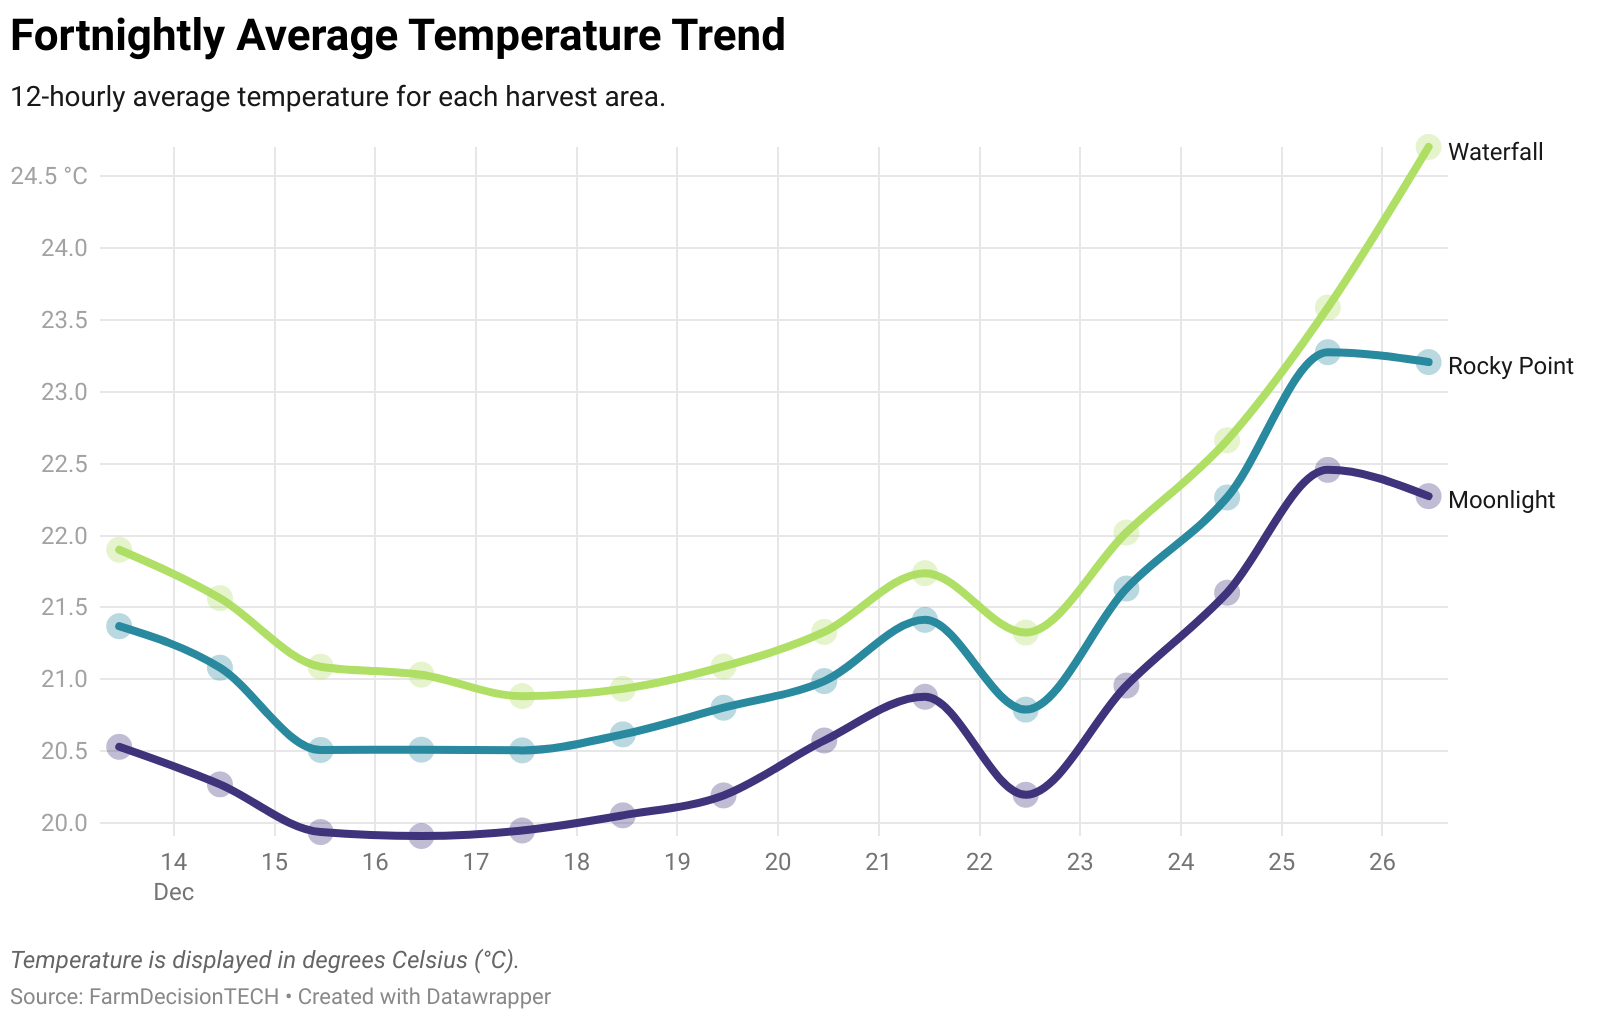 Fortnightly Average Temperature Trend
12-hourly average temperature for each harvest area.
Waterfall
24.5 °C
24.0
23.5
Rocky Point
23.0
22.5
Moonlight
22.0
21.5
21.0
20.5
20.0
14 15 16 17 18 19 20 21 22 23 24 25 26
Dec
Temperature is displayed in degrees Celsius (°C).
Source: FarmDecisionTECH • Created with Datawrapper